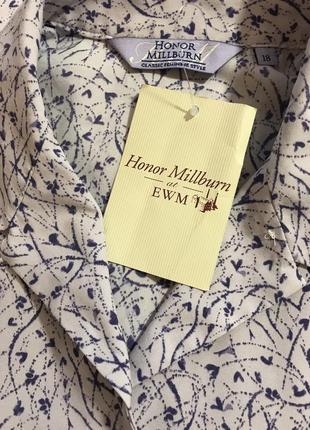 HONOR
MILLBURN
CLASSIC FEMININE STYLE
18
Honor Millburn
at
EWM